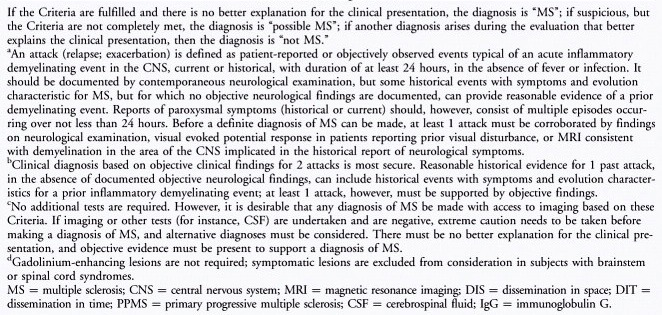 If the Criteria are fulfilled and there is no better explanation for the clinical presentation, the diagnosis is “MS”; if suspicious, but
the Criteria are not completely met, the diagnosis is “possible MS”; if another diagnosis arises during the evaluation that better
explains the clinical presentation, then the diagnosis is “not MS.”
ᵃAn attack (relapse; exacerbation) is defined as patient-reported or objectively observed events typical of an acute inflammatory
demyelinating event in the CNS, current or historical, with duration of at least 24 hours, in the absence of fever or infection. It
should be documented by contemporaneous neurological examination, but some historical events with symptoms and evolution
characteristic for MS, but for which no objective neurological findings are documented, can provide reasonable evidence of a prior
demyelinating event. Reports of paroxysmal symptoms (historical or current) should, however, consist of multiple episodes occur-
ring over not less than 24 hours. Before a definite diagnosis of MS can be made, at least 1 attack must be corroborated by findings
on neurological examination, visual evoked potential response in patients reporting prior visual disturbance, or MRI consistent
with demyelination in the area of the CNS implicated in the historical report of neurological symptoms.
ᵇClinical diagnosis based on objective clinical findings for 2 attacks is most secure. Reasonable historical evidence for 1 past attack,
in the absence of documented objective neurological findings, can include historical events with symptoms and evolution character-
istics for a prior inflammatory demyelinating event; at least 1 attack, however, must be supported by objective findings.
ᶜNo additional tests are required. However, it is desirable that any diagnosis of MS be made with access to imaging based on these
Criteria. If imaging or other tests (for instance, CSF) are undertaken and are negative, extreme caution needs to be taken before
making a diagnosis of MS, and alternative diagnoses must be considered. There must be no better explanation for the clinical pre-
sentation, and objective evidence must be present to support a diagnosis of MS.
ᵈGadolinium-enhancing lesions are not required; symptomatic lesions are excluded from consideration in subjects with brainstem
or spinal cord syndromes.
MS = multiple sclerosis; CNS = central nervous system; MRI = magnetic resonance imaging; DIS = dissemination in space; DIT =
dissemination in time; PPMS = primary progressive multiple sclerosis; CSF = cerebrospinal fluid; IgG = immunoglobulin G.